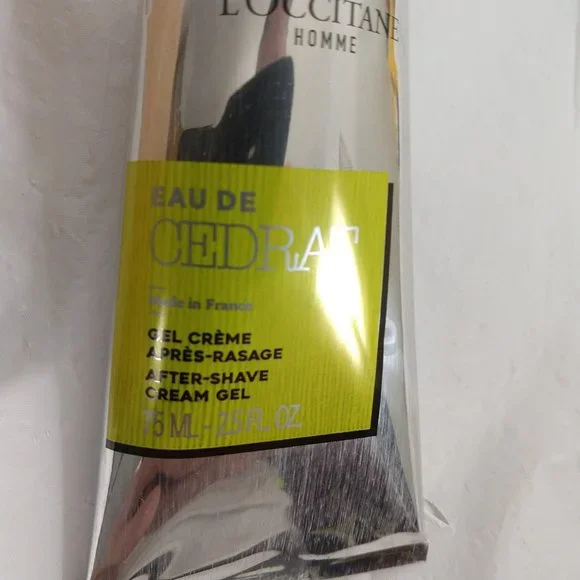 L'OCCITANE
HOMME
EAU DE
CEDRAT
Made in France
GEL CRÈME
APRÈS-RASAGE
AFTER-SHAVE
CREAM GEL
75 ML - 2.5 FL. OZ.